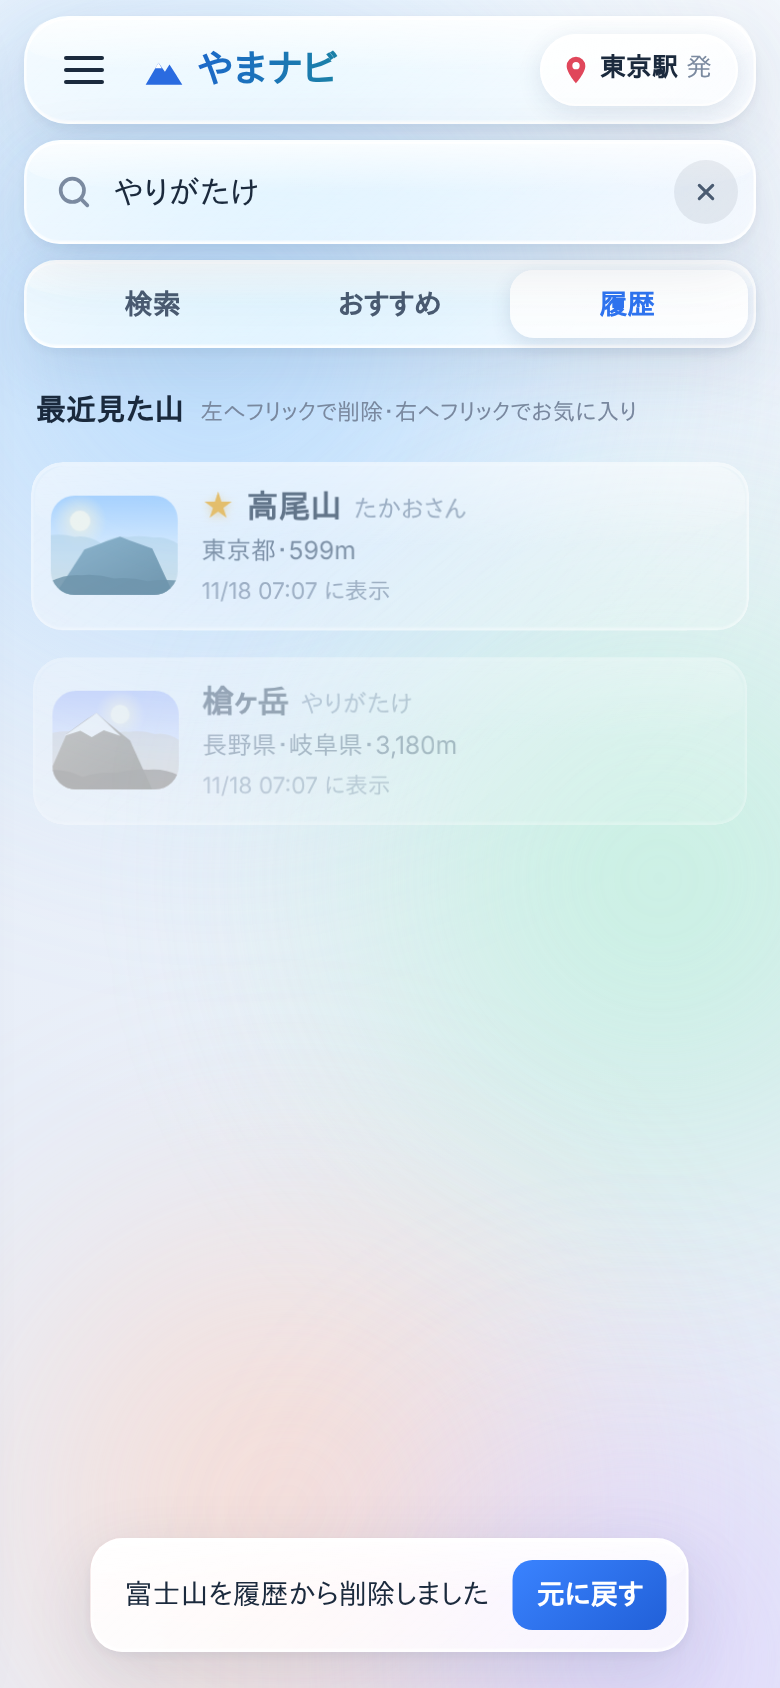 やまナビ
東京駅 発
やりがたけ
検索 おすすめ 履歴
最近見た山 左へフリックで削除・右へフリックでお気に入り
★ 高尾山 たかおさん
東京都・599m
11/18 07:07 に表示
槍ヶ岳 やりがたけ
長野県・岐阜県・3,180m
11/18 07:07 に表示
富士山を履歴から削除しました 元に戻す